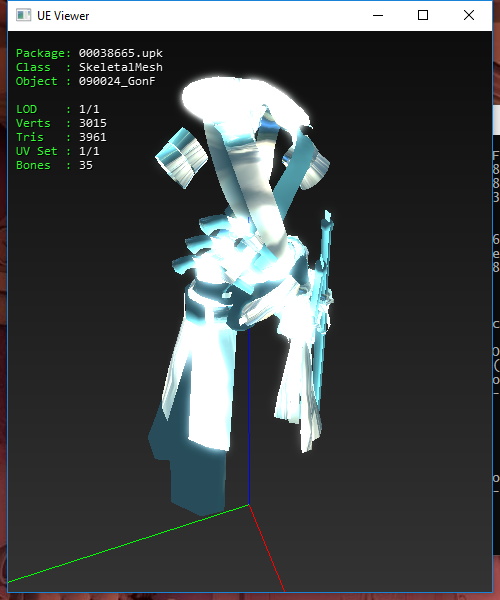 UE Viewer
Package: 00038665.upk
Class : SkeletalMesh
Object : 090024_GonF
LOD : 1/1
Verts : 3015
Tris : 3961
UV Set : 1/1
Bones : 35